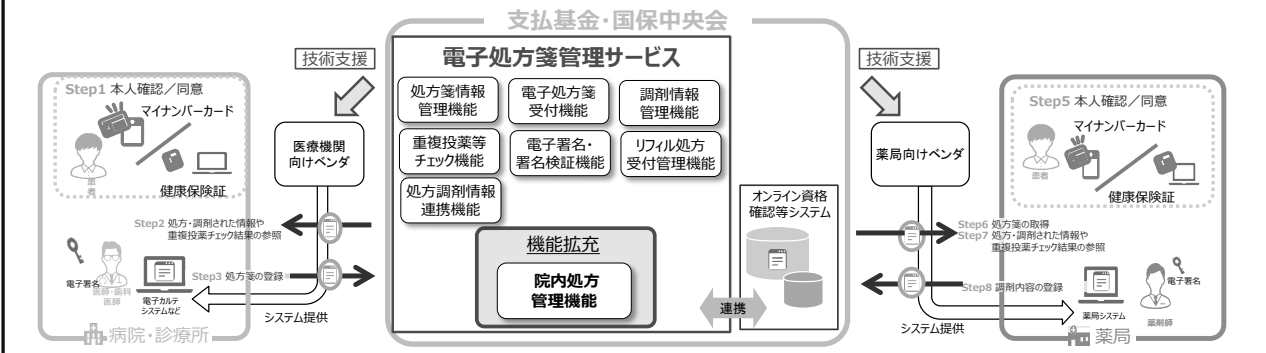 支払基金・国保中央会
技術支援
電子処方箋管理サービス
処方箋情報
管理機能
電子処方箋
受付機能
調剤情報
管理機能
重複投薬等
チェック機能
電子署名・
署名検証機能
リフィル処方
受付管理機能
処方調剤情報
連携機能
機能拡充
院内処方
管理機能
オンライン資格
確認等システム
連携
技術支援
Step1 本人確認/同意
マイナンバーカード
患者
健康保険証
医療機関
向けベンダ
Step2 処方・調剤された情報や
重複投薬チェック結果の参照
Step3 処方箋の登録
電子署名
医師・歯科
医師
電子カルテ
システムなど
システム提供
病院・診療所
薬局向けベンダ
Step5 本人確認/同意
マイナンバーカード
患者
健康保険証
Step6 処方箋の取得
Step7 処方・調剤された情報や
重複投薬チェック結果の参照
Step8 調剤内容の登録
電子署名
薬局システム
薬剤師
システム提供
薬局